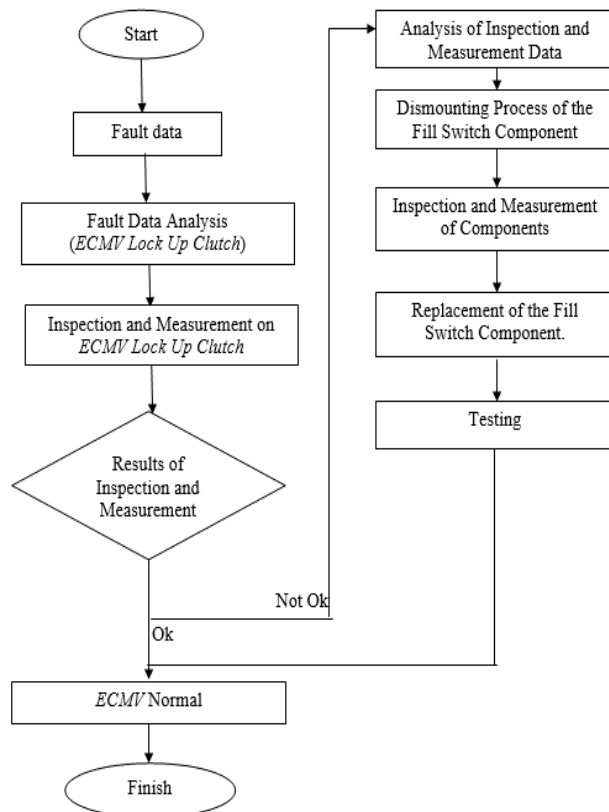 Start
Fault data
Fault Data Analysis
(ECMV Lock Up Clutch)
Inspection and Measurement on
ECMV Lock Up Clutch
Results of
Inspection and
Measurement
Not Ok
Ok
ECMV Normal
Finish
Analysis of Inspection and
Measurement Data
Dismounting Process of the
Fill Switch Component
Inspection and Measurement
of Components
Replacement of the Fill
Switch Component.
Testing